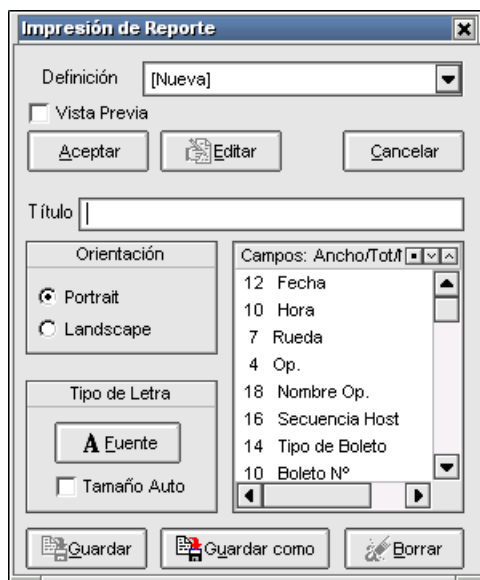 Impresión de Reporte
Definición [Nueva]
Vista Previa
Aceptar Editar Cancelar
Título
Orientación
Portrait
Landscape
Tipo de Letra
A Fuente
Tamaño Auto
Campos: Ancho/Tot/
12 Fecha
10 Hora
7 Rueda
4 Op.
18 Nombre Op.
16 Secuencia Host
14 Tipo de Boleto
10 Boleto Nº
Guardar Guardar como Borrar